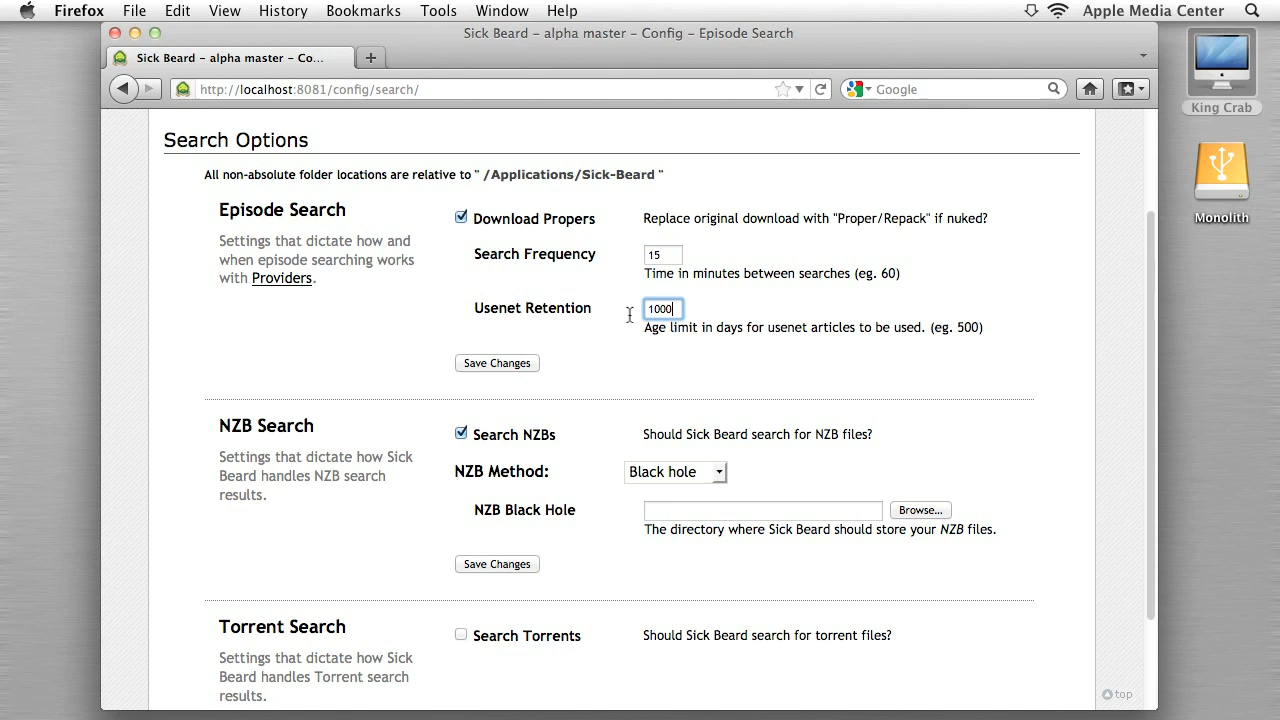 Firefox File Edit View History Bookmarks Tools Window Help Apple Media Center
Sick Beard – alpha master – Config – Episode Search
Sick Beard – alpha master – Co...
http://localhost:8081/config/search/
Google
King Crab
Monolith
Search Options
All non-absolute folder locations are relative to " /Applications/Sick-Beard "
Episode Search
Settings that dictate how and
when episode searching works
with Providers.
Download Propers Replace original download with "Proper/Repack" if nuked?
Search Frequency 15
Time in minutes between searches (eg. 60)
Usenet Retention 1000
Age limit in days for usenet articles to be used. (eg. 500)
Save Changes
NZB Search
Settings that dictate how Sick
Beard handles NZB search
results.
Search NZBs Should Sick Beard search for NZB files?
NZB Method: Black hole
NZB Black Hole Browse...
The directory where Sick Beard should store your NZB files.
Save Changes
Torrent Search
Settings that dictate how Sick
Beard handles Torrent search
results.
Search Torrents Should Sick Beard search for torrent files?
top